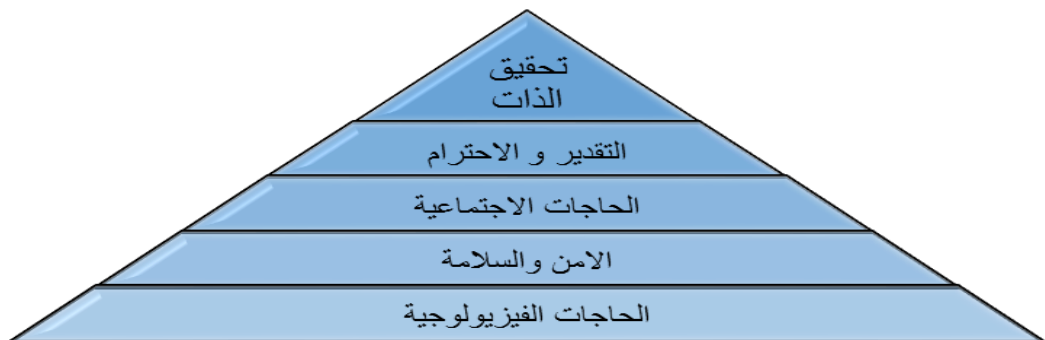 تحقيق
الذات
التقدير و الاحترام
الحاجات الاجتماعية
الامن والسلامة
الحاجات الفيزيولوجية